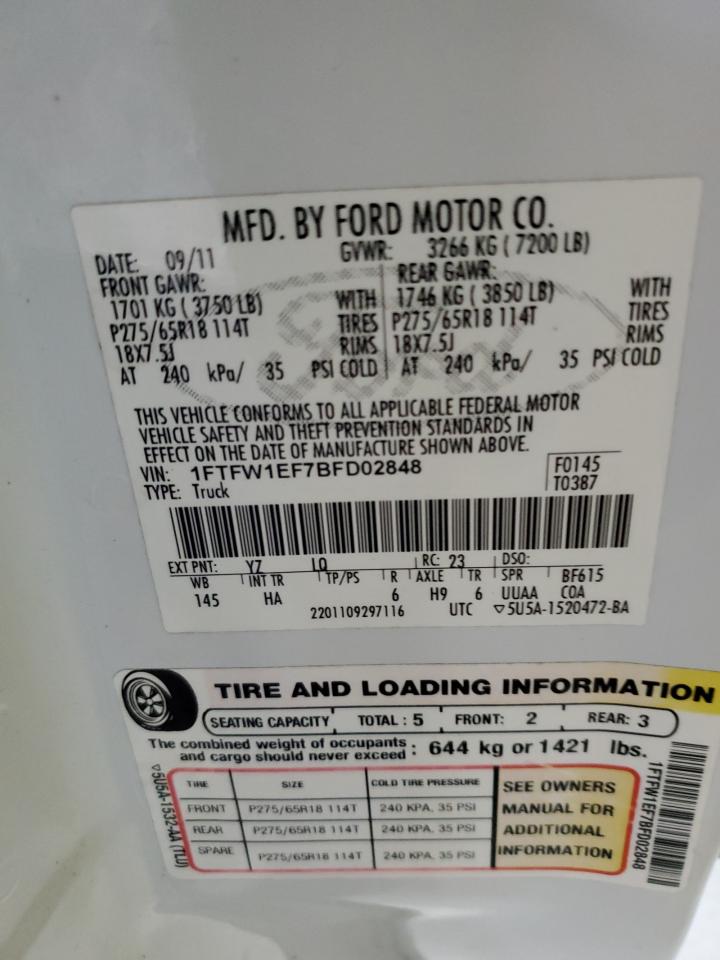 MFD. BY FORD MOTOR CO.
DATE: 09/11 GVWR: 3266 KG ( 7200 LB)
FRONT GAWR: REAR GAWR:
1701 KG ( 3750 LB) WITH 1746 KG ( 3850 LB) WITH
P275/65R18 114T TIRES P275/65R18 114T TIRES
18X7.5J RIMS 18X7.5J RIMS
AT 240 kPa/ 35 PSI COLD AT 240 kPa/ 35 PSI COLD
THIS VEHICLE CONFORMS TO ALL APPLICABLE FEDERAL MOTOR
VEHICLE SAFETY AND THEFT PREVENTION STANDARDS IN
EFFECT ON THE DATE OF MANUFACTURE SHOWN ABOVE.
VIN: 1FTFW1EF7BFD02848 F0145
TYPE: Truck T0387
EXT PNT: YZ LQ RC: 23 DSO:
WB INT TR TP/PS R AXLE TR SPR BF615
145 HA 6 H9 6 UUAA COA
2201109297116 UTC ▽5U5A-1520472-BA
TIRE AND LOADING INFORMATION
SEATING CAPACITY TOTAL : 5 FRONT: 2 REAR: 3
The combined weight of occupants
and cargo should never exceed : 644 kg or 1421 lbs.
TIRE SIZE COLD TIRE PRESSURE SEE OWNERS
FRONT P275/65R18 114T 240 KPA, 35 PSI MANUAL FOR
REAR P275/65R18 114T 240 KPA, 35 PSI ADDITIONAL
SPARE P275/65R18 114T 240 KPA, 35 PSI INFORMATION
▽5U5A-1532-AA (TLU)
1FTFW1EF7BFD02848